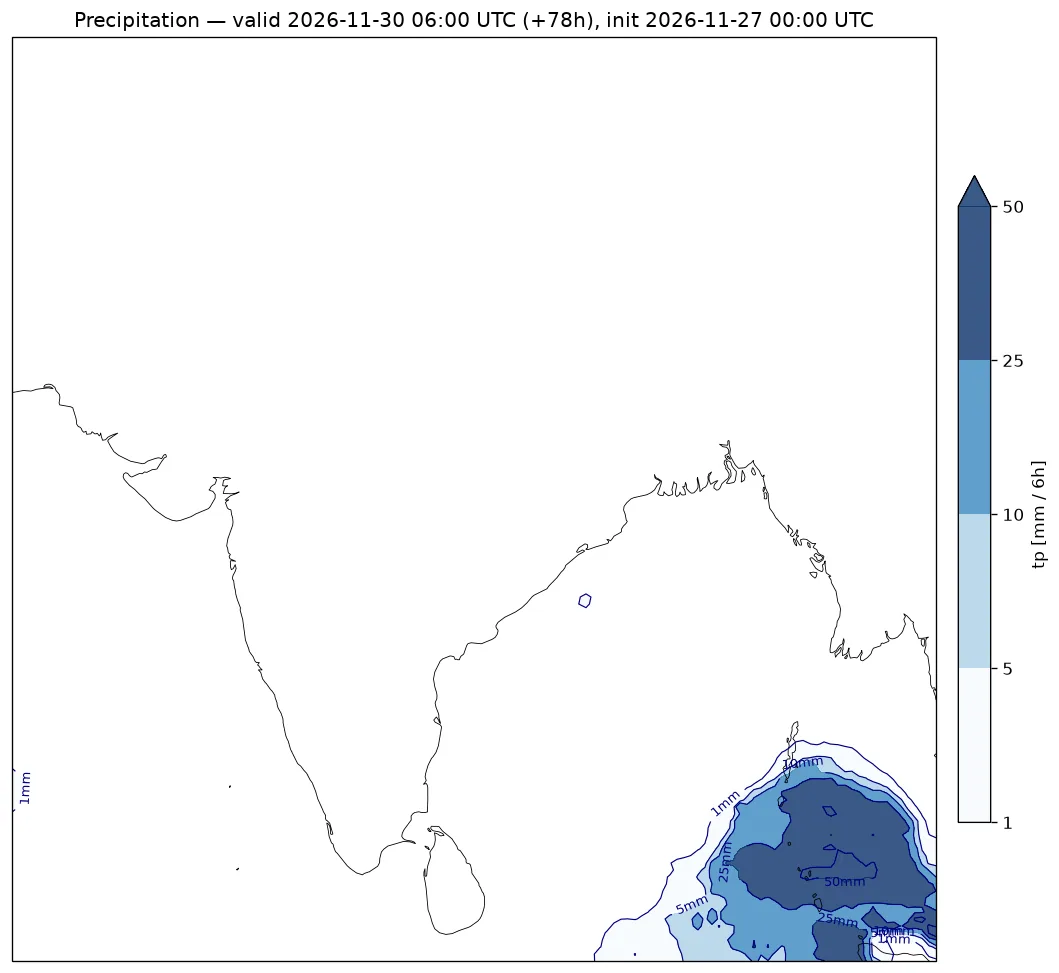 Precipitation — valid 2026-11-30 06:00 UTC (+78h), init 2026-11-27 00:00 UTC
50
25
10
5
1
tp [mm / 6h]
1mm
10mm
1mm
25mm
50mm
5mm
25mm
10mm
1mm